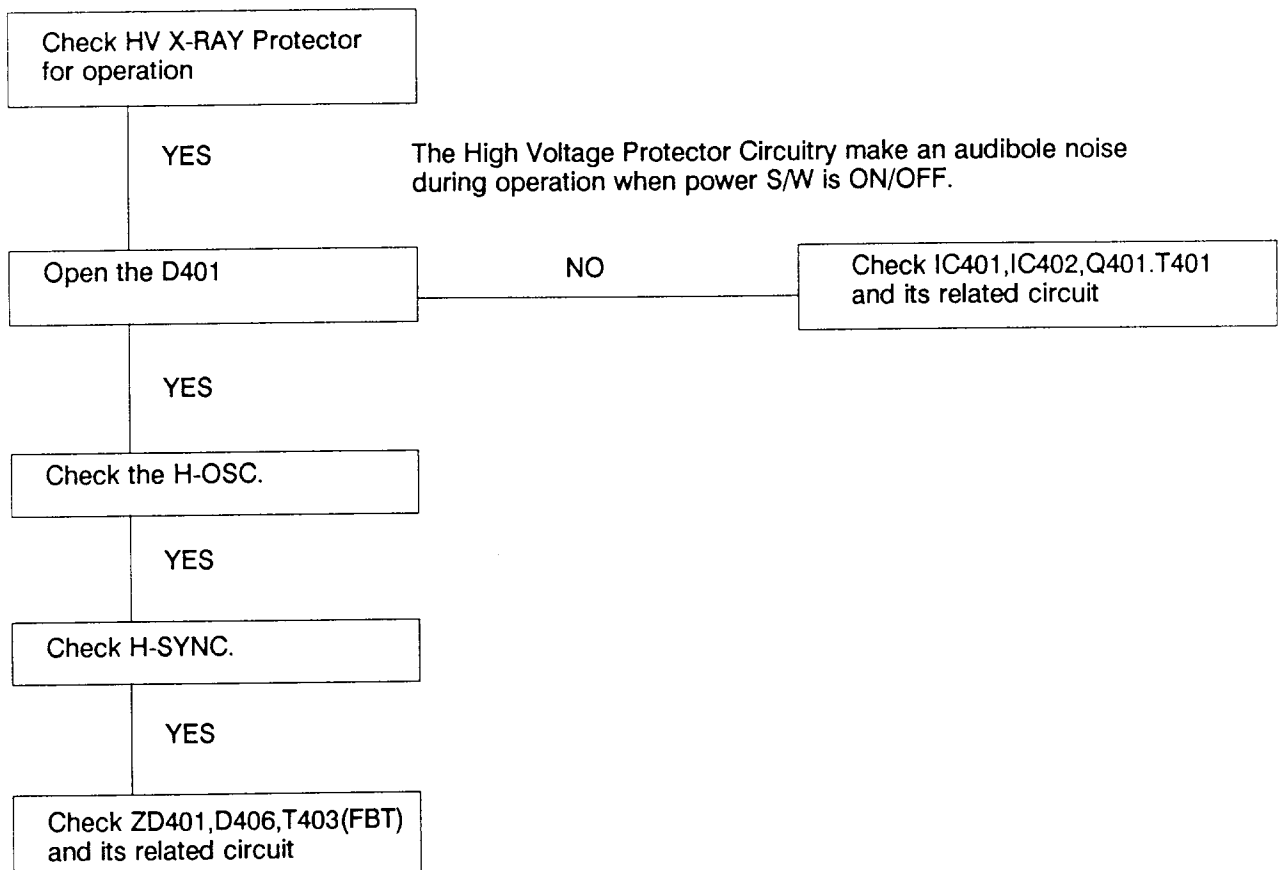 Check HV X-RAY Protector
for operation
YES
The High Voltage Protector Circuitry make an audibole noise
during operation when power S/W is ON/OFF.
Open the D401
NO
Check IC401,IC402,Q401.T401
and its related circuit
YES
Check the H-OSC.
YES
Check H-SYNC.
YES
Check ZD401,D406,T403(FBT)
and its related circuit